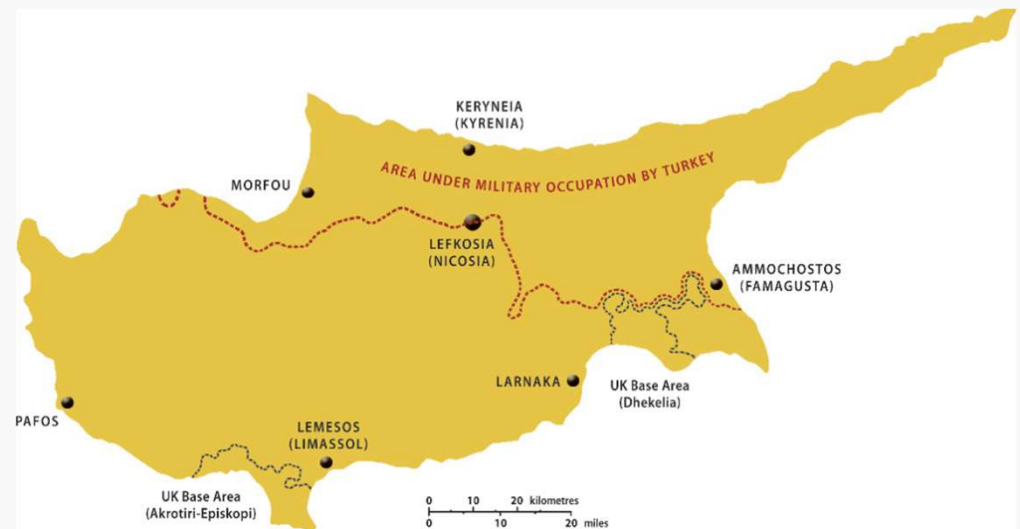 KERYNEIA
(KYRENIA)
AREA UNDER MILITARY OCCUPATION BY TURKEY
MORFOU
LEFKOSIA
(NICOSIA)
AMMOCHOSTOS
(FAMAGUSTA)
LARNAKA
UK Base Area
(Dhekelia)
PAFOS
LEMESOS
(LIMASSOL)
UK Base Area
(Akrotiri-Episkopi)
0 10 20 kilometres
0 10 20 miles